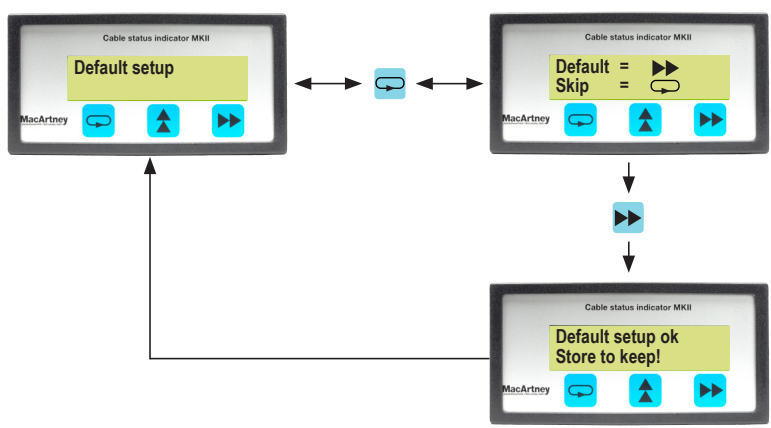 Cable status indicator MKII
Default setup
MacArtney
Cable status indicator MKII
Default =
Skip =
MacArtney
Cable status indicator MKII
Default setup ok
Store to keep!
MacArtney